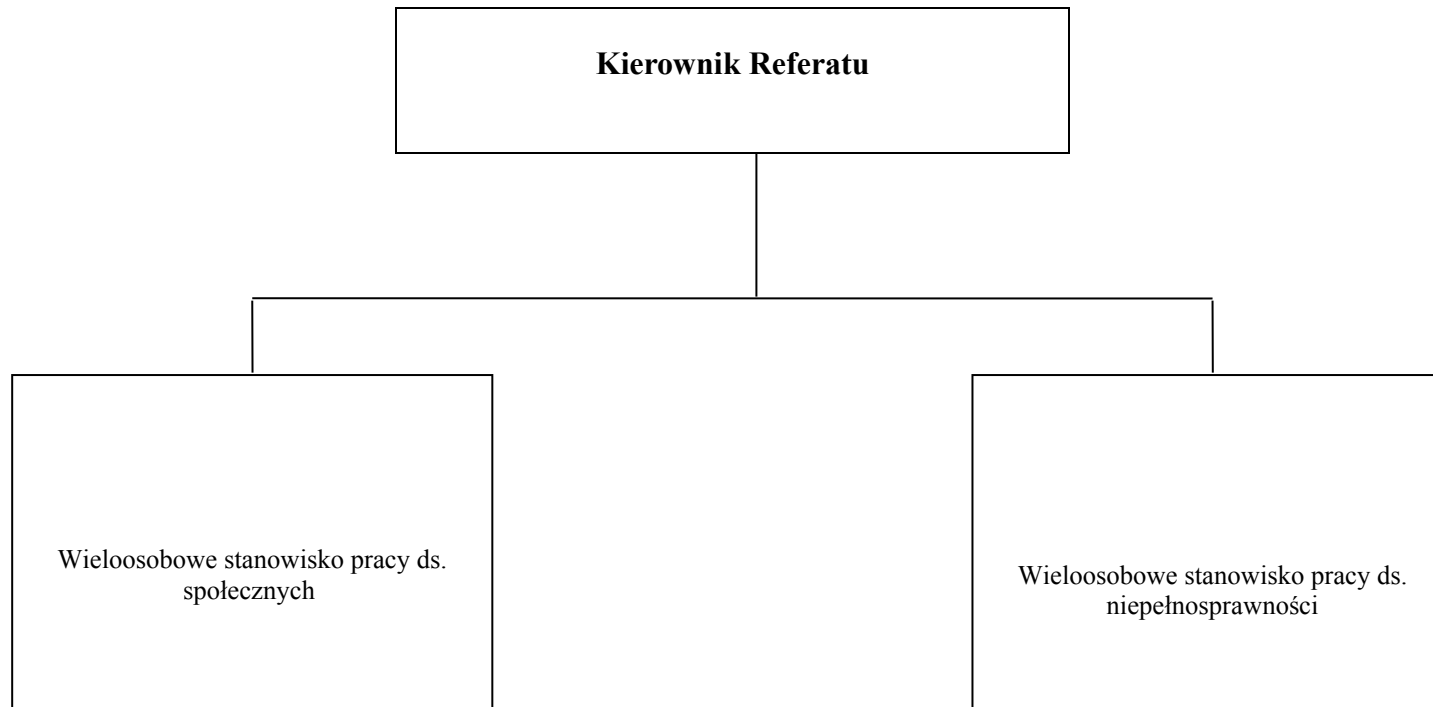 Kierownik Referatu
Wieloosobowe stanowisko pracy ds.
społecznych
Wieloosobowe stanowisko pracy ds.
niepełnosprawności